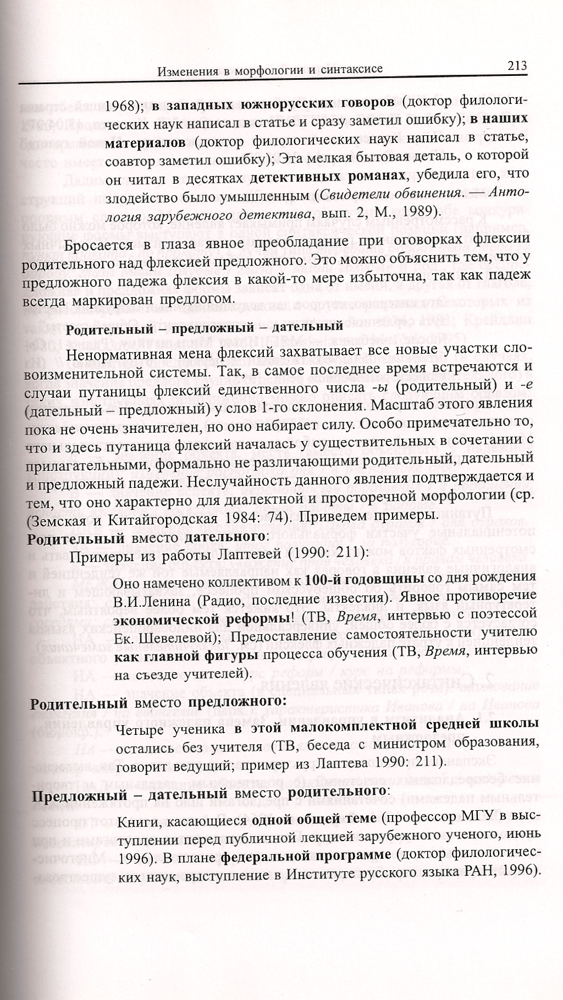 Изменения в морфологии и синтаксисе 213
1968); в западных южнорусских говоров (доктор филологи-
ческих наук написал в статье и сразу заметил ошибку); в наших
материалов (доктор филологических наук написал в статье,
соавтор заметил ошибку); Эта мелкая бытовая деталь, о которой
он читал в десятках детективных романах, убедила его, что
злодейство было умышленным (Свидетели обвинения. — Анто-
логия зарубежного детектива, вып. 2, М., 1989).
Бросается в глаза явное преобладание при оговорках флексии
родительного над флексией предложного. Это можно объяснить тем, что у
предложного падежа флексия в какой-то мере избыточна, так как падеж
всегда маркирован предлогом.
Родительный – предложный – дательный
Ненормативная мена флексий захватывает все новые участки сло-
воизменительной системы. Так, в самое последнее время встречаются и
случаи путаницы флексий единственного числа -ы (родительный) и -е
(дательный – предложный) у слов 1-го склонения. Масштаб этого явления
пока не очень значителен, но оно набирает силу. Особо примечательно то,
что и здесь путаница флексий началась у существительных в сочетании с
прилагательными, формально не различающими родительный, дательный
и предложный падежи. Неслучайность данного явления подтверждается и
тем, что оно характерно для диалектной и просторечной морфологии (ср.
(Земская и Китайгородская 1984: 74). Приведем примеры.
Родительный вместо дательного:
Примеры из работы Лаптевей (1990: 211):
Оно намечено коллективом к 100-й годовщины со дня рождения
В.И.Ленина (Радио, последние известия). Явное противоречие
экономической реформы! (ТВ, Время, интервью с поэтессой
Ек. Шевелевой); Предоставление самостоятельности учителю
как главной фигуры процесса обучения (ТВ, Время, интервью
на съезде учителей).
Родительный вместо предложного:
Четыре ученика в этой малокомплектной средней школы
остались без учителя (ТВ, беседа с министром образования,
говорит ведущий; пример из Лаптева 1990: 211).
Предложный – дательный вместо родительного:
Книги, касающиеся одной общей теме (профессор МГУ в выс-
туплении перед публичной лекцией зарубежного ученого, июнь
1996). В плане федеральной программе (доктор филологичес-
ких наук, выступление в Институте русского языка РАН, 1996).